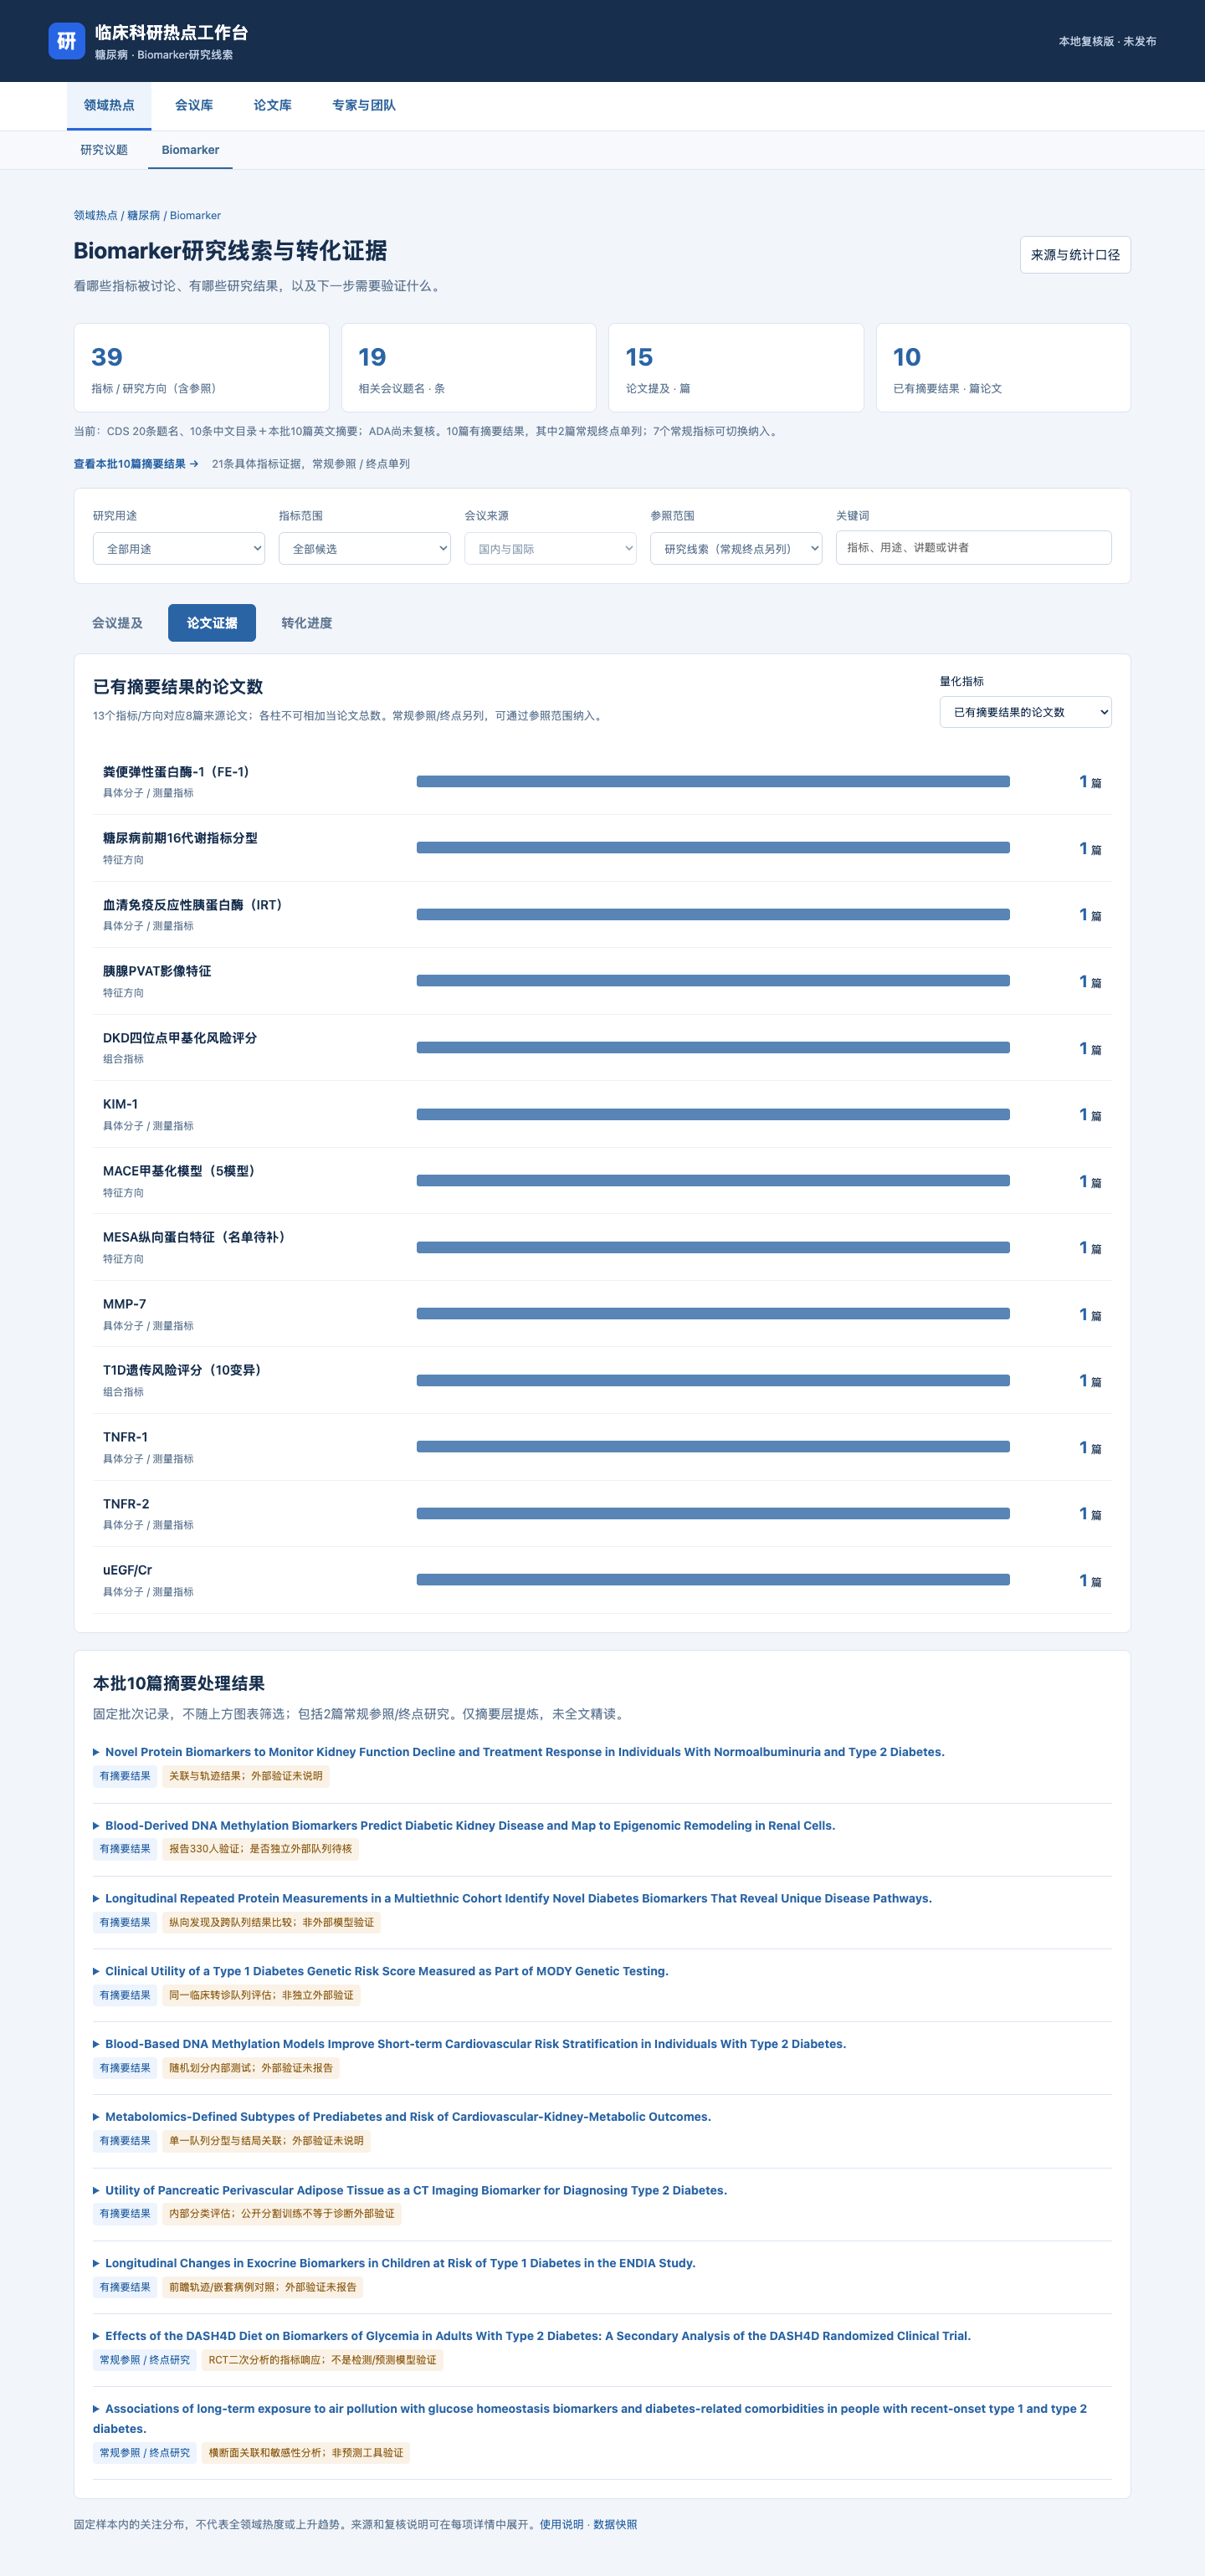 研
临床科研热点工作台
糖尿病 · Biomarker研究线索
本地复核版 · 未发布
领域热点
会议库
论文库
专家与团队
研究议题
Biomarker
领域热点 / 糖尿病 / Biomarker
Biomarker研究线索与转化证据
看哪些指标被讨论、有哪些研究结果，以及下一步需要验证什么。
来源与统计口径
39
指标 / 研究方向（含参照）
19
相关会议题名 · 条
15
论文提及 · 篇
10
已有摘要结果 · 篇论文
当前：CDS 20条题名、10条中文目录＋本批10篇英文摘要；ADA尚未复核。10篇有摘要结果，其中2篇常规终点单列；7个常规指标可切换纳入。
查看本批10篇摘要结果 →
21条具体指标证据，常规参照 / 终点单列
研究用途
全部用途
指标范围
全部候选
会议来源
国内与国际
参照范围
研究线索（常规终点另列）
关键词
指标、用途、讲题或讲者
会议提及
论文证据
转化进度
已有摘要结果的论文数
13个指标/方向对应8篇来源论文；各柱不可相加当论文总数。常规参照/终点另列，可通过参照范围纳入。
量化指标
已有摘要结果的论文数
粪便弹性蛋白酶-1（FE-1）
具体分子 / 测量指标
1 篇
糖尿病前期16代谢指标分型
特征方向
1 篇
血清免疫反应性胰蛋白酶（IRT）
具体分子 / 测量指标
1 篇
胰腺PVAT影像特征
特征方向
1 篇
DKD四位点甲基化风险评分
组合指标
1 篇
KIM-1
具体分子 / 测量指标
1 篇
MACE甲基化模型（5模型）
特征方向
1 篇
MESA纵向蛋白特征（名单待补）
特征方向
1 篇
MMP-7
具体分子 / 测量指标
1 篇
T1D遗传风险评分（10变异）
组合指标
1 篇
TNFR-1
具体分子 / 测量指标
1 篇
TNFR-2
具体分子 / 测量指标
1 篇
uEGF/Cr
具体分子 / 测量指标
1 篇
本批10篇摘要处理结果
固定批次记录，不随上方图表筛选；包括2篇常规参照/终点研究。仅摘要层提炼，未全文精读。
Novel Protein Biomarkers to Monitor Kidney Function Decline and Treatment Response in Individuals With Normoalbuminuria and Type 2 Diabetes.
有摘要结果
关联与轨迹结果；外部验证未说明
Blood-Derived DNA Methylation Biomarkers Predict Diabetic Kidney Disease and Map to Epigenomic Remodeling in Renal Cells.
有摘要结果
报告330人验证；是否独立外部队列待核
Longitudinal Repeated Protein Measurements in a Multiethnic Cohort Identify Novel Diabetes Biomarkers That Reveal Unique Disease Pathways.
有摘要结果
纵向发现及跨队列结果比较；非外部模型验证
Clinical Utility of a Type 1 Diabetes Genetic Risk Score Measured as Part of MODY Genetic Testing.
有摘要结果
同一临床转诊队列评估；非独立外部验证
Blood-Based DNA Methylation Models Improve Short-term Cardiovascular Risk Stratification in Individuals With Type 2 Diabetes.
有摘要结果
随机划分内部测试；外部验证未报告
Metabolomics-Defined Subtypes of Prediabetes and Risk of Cardiovascular-Kidney-Metabolic Outcomes.
有摘要结果
单一队列分型与结局关联；外部验证未说明
Utility of Pancreatic Perivascular Adipose Tissue as a CT Imaging Biomarker for Diagnosing Type 2 Diabetes.
有摘要结果
内部分类评估；公开分割训练不等于诊断外部验证
Longitudinal Changes in Exocrine Biomarkers in Children at Risk of Type 1 Diabetes in the ENDIA Study.
有摘要结果
前瞻轨迹/嵌套病例对照；外部验证未报告
Effects of the DASH4D Diet on Biomarkers of Glycemia in Adults With Type 2 Diabetes: A Secondary Analysis of the DASH4D Randomized Clinical Trial.
常规参照 / 终点研究
RCT二次分析的指标响应；不是检测/预测模型验证
Associations of long-term exposure to air pollution with glucose homeostasis biomarkers and diabetes-related comorbidities in people with recent-onset type 1 and type 2
diabetes.
常规参照 / 终点研究
横断面关联和敏感性分析；非预测工具验证
固定样本内的关注分布，不代表全领域热度或上升趋势。来源和复核说明可在每项详情中展开。使用说明 · 数据快照